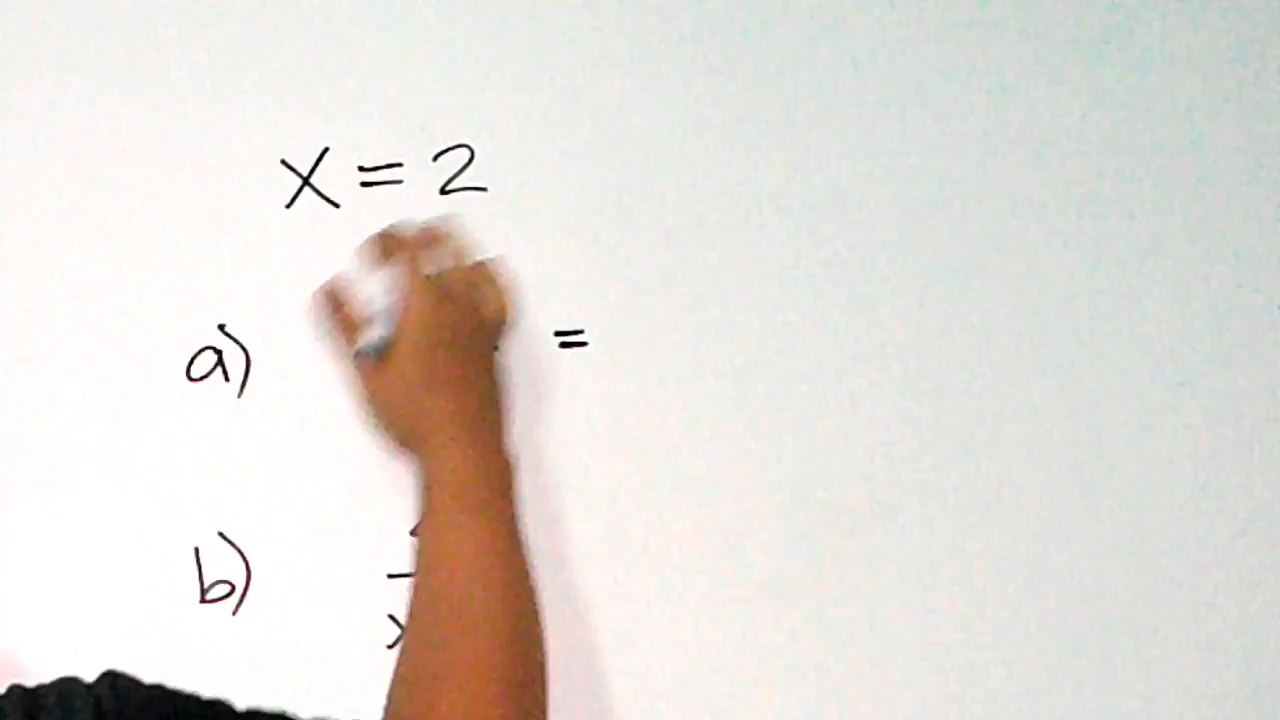 x = 2
a) =
b)
x